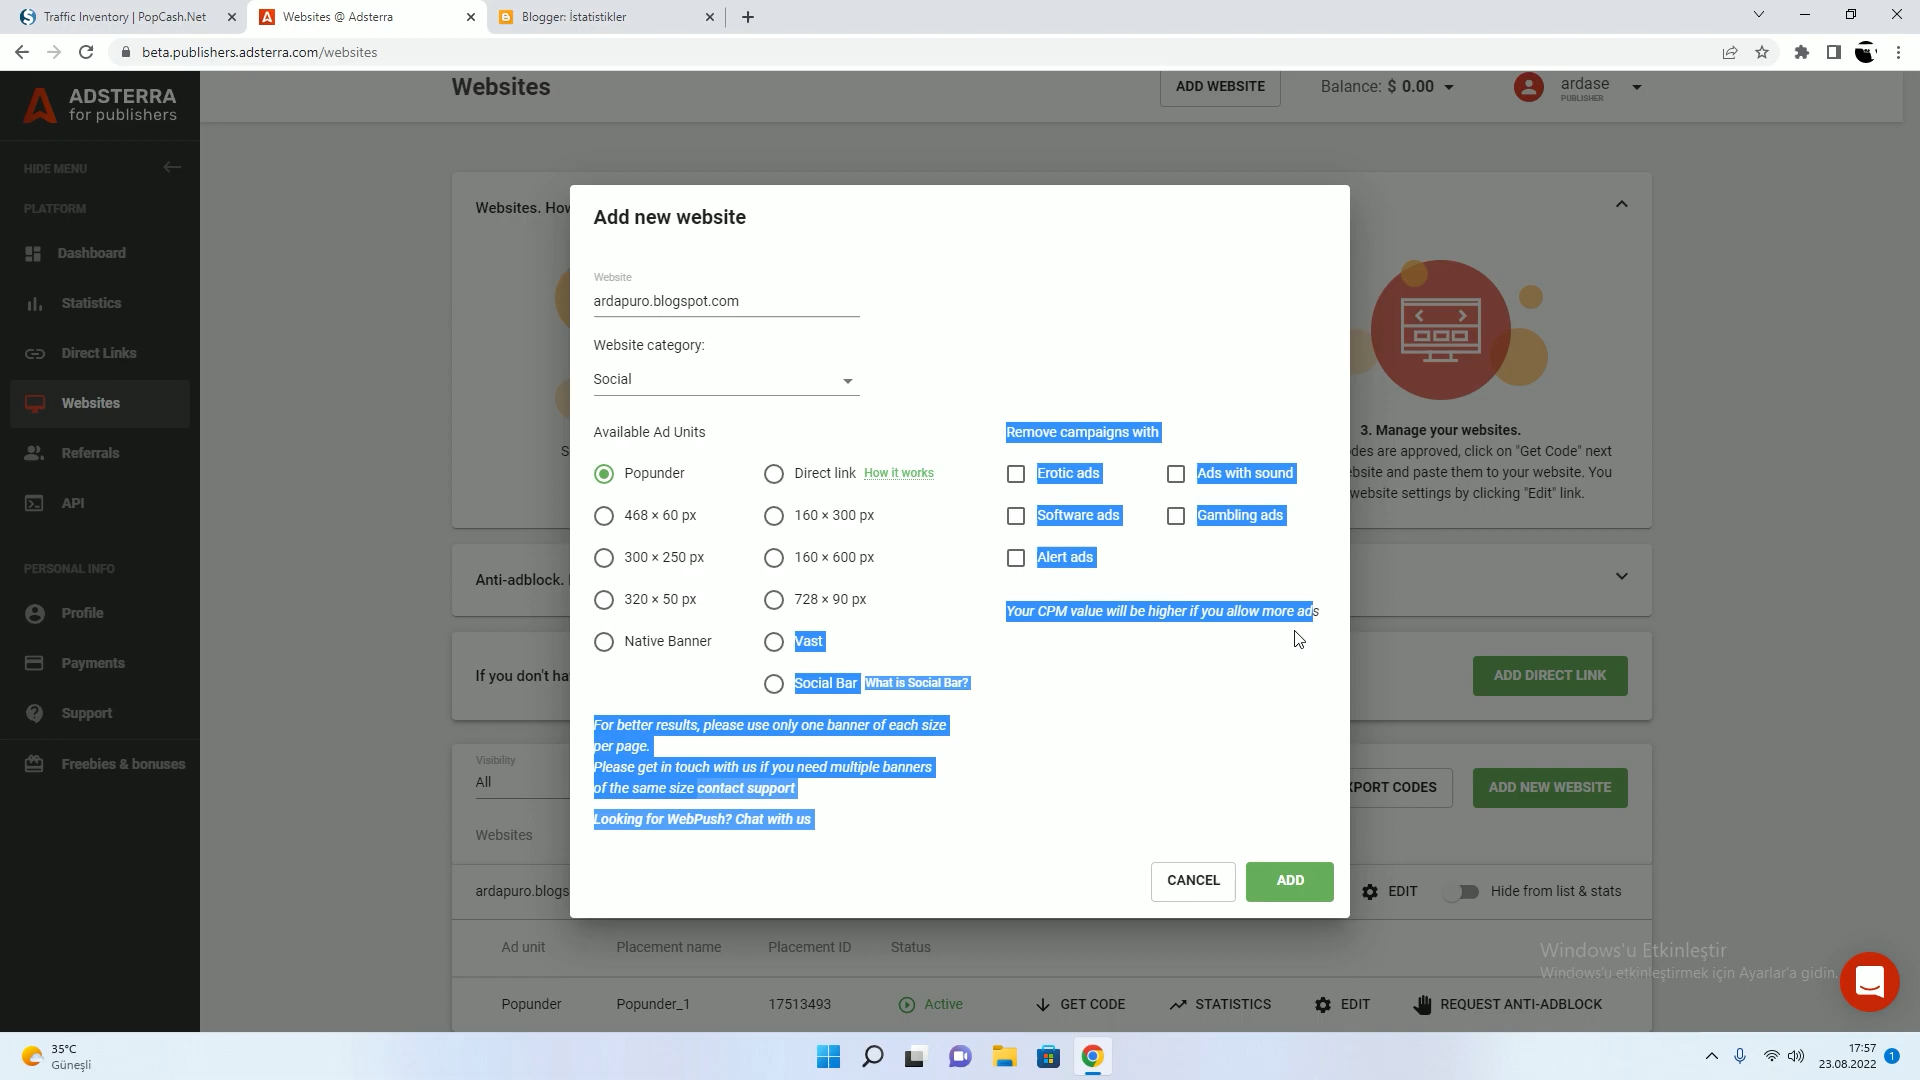 Traffic Inventory | PopCash.Net
Websites @ Adsterra
Blogger: İstatistikler
beta.publishers.adsterra.com/websites
ADSTERRA
for publishers
HIDE MENU
PLATFORM
Dashboard
Statistics
Direct Links
Websites
Referrals
API
PERSONAL INFO
Profile
Payments
Support
Freebies & bonuses
Websites
ADD WEBSITE
Balance: $ 0.00
ardase
PUBLISHER
Websites. How
3. Manage your websites.
des are approved, click on "Get Code" next
bsite and paste them to your website. You
website settings by clicking "Edit" link.
Anti-adblock.
If you don't ha
ADD DIRECT LINK
Visibility
All
XPORT CODES
ADD NEW WEBSITE
Websites
ardapuro.blogs
EDIT
Hide from list & stats
Add new website
Website
ardapuro.blogspot.com
Website category:
Social
Available Ad Units
Popunder
Direct link How it works
468 × 60 px
160 × 300 px
300 × 250 px
160 × 600 px
320 × 50 px
728 × 90 px
Native Banner
Vast
Social Bar What is Social Bar?
Remove campaigns with
Erotic ads
Ads with sound
Software ads
Gambling ads
Alert ads
Your CPM value will be higher if you allow more ads
For better results, please use only one banner of each size
per page.
Please get in touch with us if you need multiple banners
of the same size contact support
Looking for WebPush? Chat with us
CANCEL
ADD
Ad unit
Placement name
Placement ID
Status
Popunder
Popunder_1
17513493
Active
GET CODE
STATISTICS
EDIT
REQUEST ANTI-ADBLOCK
Windows'u Etkinleştir
Windows'u etkinleştirmek için Ayarlar'a gidin.
35°C
Güneşli
17:57
23.08.2022
1